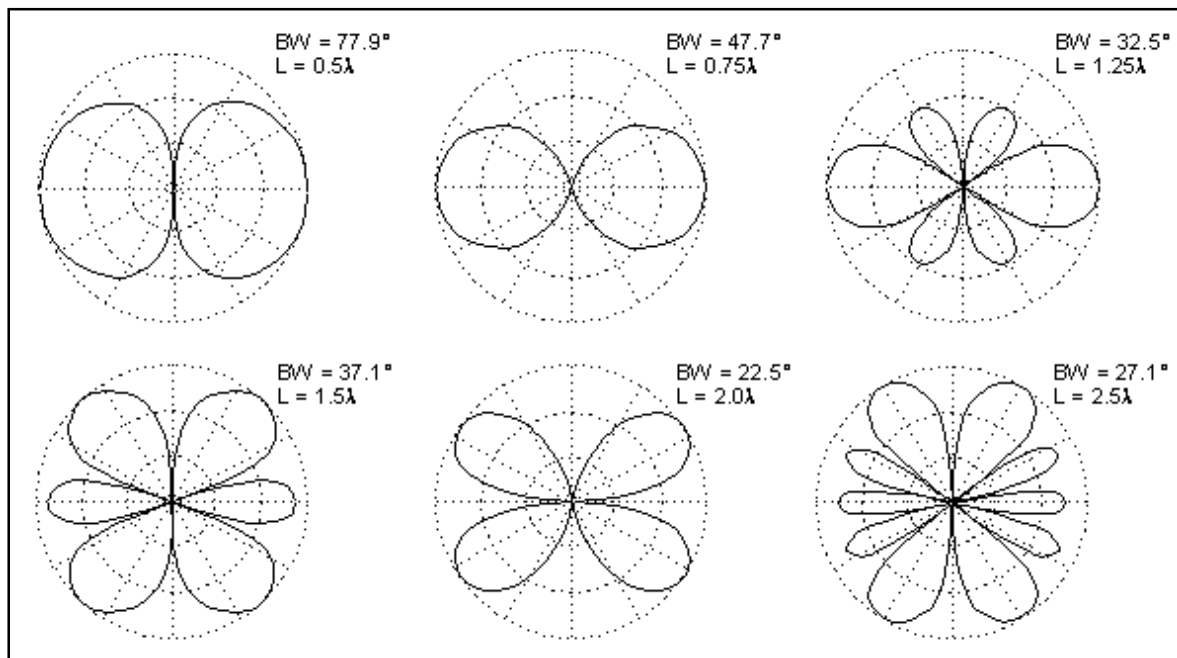 BW = 77.9°
L = 0.5λ
BW = 47.7°
L = 0.75λ
BW = 32.5°
L = 1.25λ
BW = 37.1°
L = 1.5λ
BW = 22.5°
L = 2.0λ
BW = 27.1°
L = 2.5λ